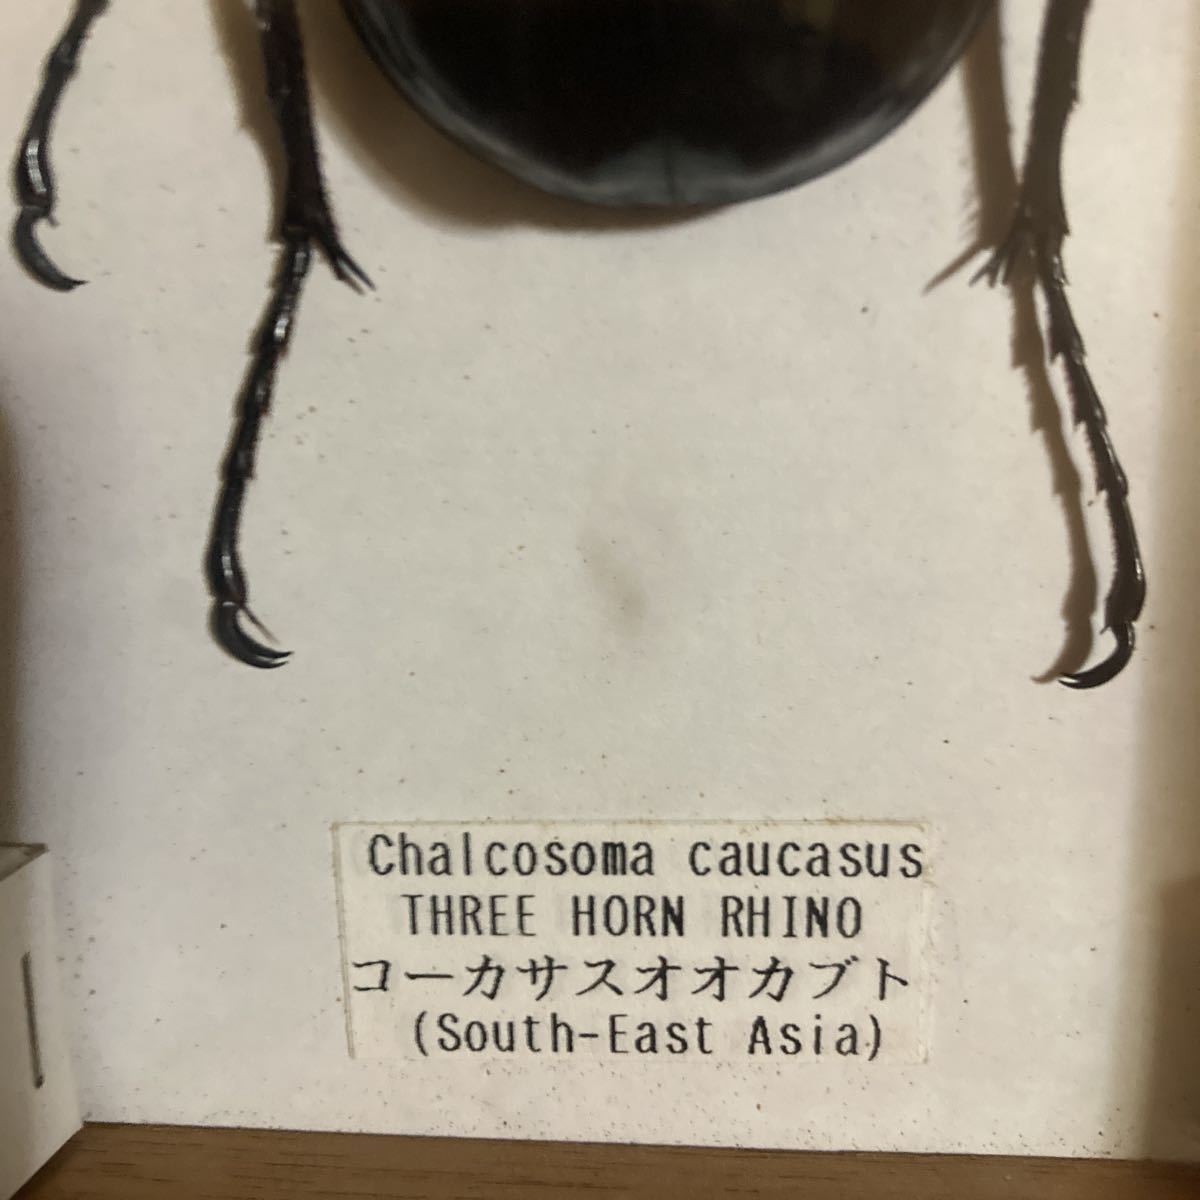 Chalcosoma caucasus
THREE HORN RHINO
コーカサスオオカブト
(South-East Asia)